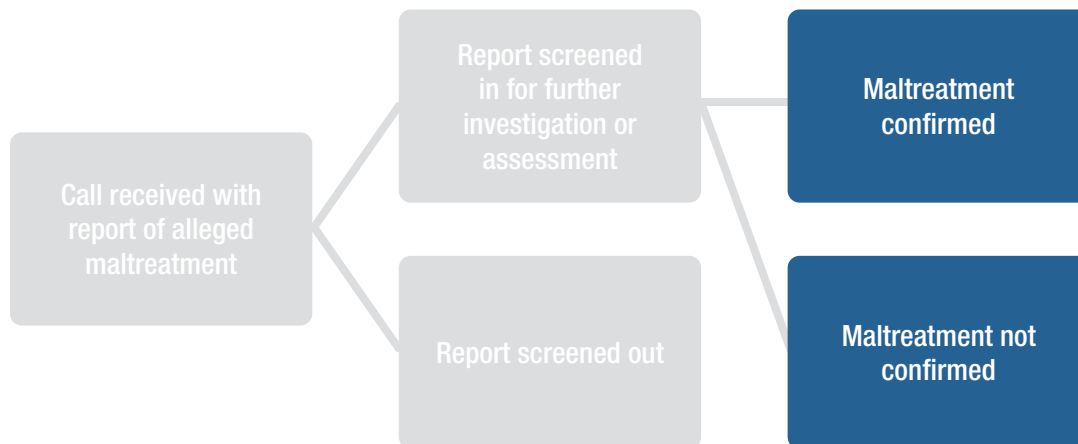 Call received with
report of alleged
maltreatment
Report screened
in for further
investigation or
assessment
Report screened out
Maltreatment
confirmed
Maltreatment not
confirmed